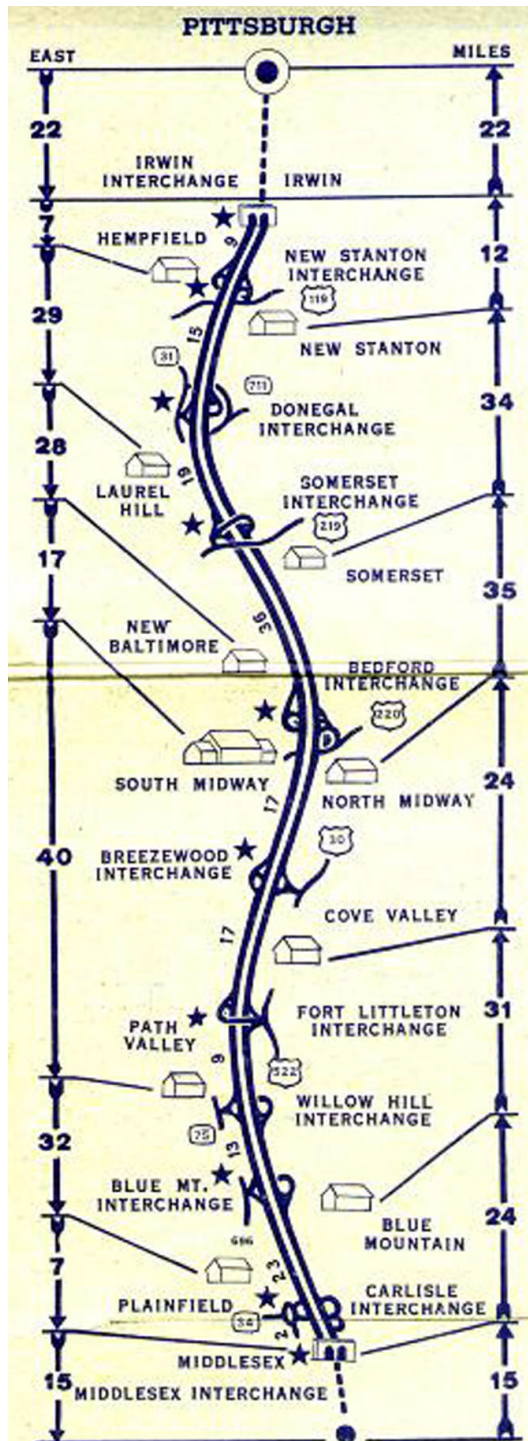 PITTSBURGH
EAST
MILES
22
22
IRWIN
INTERCHANGE
IRWIN
7
9
HEMPFIELD
NEW STANTON
INTERCHANGE
12
119
29
15
NEW STANTON
31
711
DONEGAL
INTERCHANGE
34
28
19
LAUREL
HILL
SOMERSET
INTERCHANGE
219
17
SOMERSET
35
36
NEW
BALTIMORE
BEDFORD
INTERCHANGE
220
SOUTH MIDWAY
NORTH MIDWAY
24
17
30
40
BREEZEWOOD
INTERCHANGE
COVE VALLEY
17
FORT LITTLETON
INTERCHANGE
31
PATH
VALLEY
9
522
WILLOW HILL
INTERCHANGE
75
32
13
BLUE MT.
INTERCHANGE
BLUE
MOUNTAIN
24
696
7
23
PLAINFIELD
CARLISLE
INTERCHANGE
34
2
MIDDLESEX
15
MIDDLESEX INTERCHANGE
15